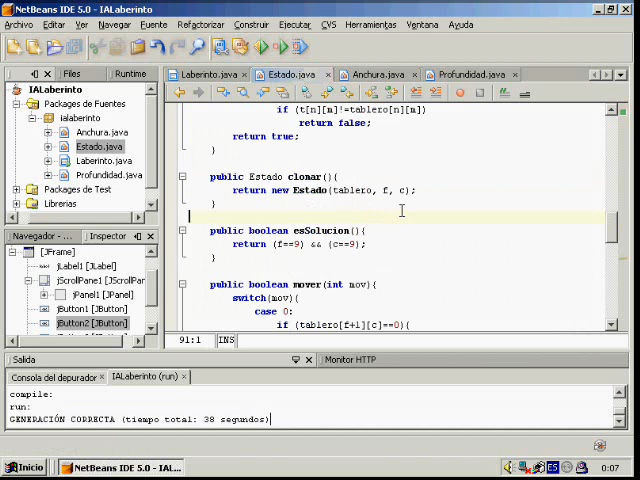 NetBeans IDE 5.0 - IALaberinto
Archivo Editar Ver Navegar Fuente Refactorizar Construir Ejecutar CVS Herramientas Ventana Ayuda
Files Runtime
IALaberinto
Packages de Fuentes
ialaberinto
Anchura.java
Estado.java
Laberinto.java
Profundidad.java
Packages de Test
Librerias
Navegador - ... Inspector
[JFrame]
jLabel1 [JLabel]
jScrollPane1 [JScrollPane]
jPanel1 [JPanel]
jButton1 [JButton]
jButton2 [JButton]
Laberinto.java Estado.java Anchura.java Profundidad.java
if (t[n][m]!=tablero[n][m])
return false;
return true;
}
public Estado clonar(){
return new Estado(tablero, f, c);
}
public boolean esSolucion(){
return (f==9) && (c==9);
}
public boolean mover(int mov){
switch(mov){
case 0:
if (tablero[f+1][c]==0){
91:1 INS
Salida Monitor HTTP
Consola del depurador IALaberinto (run)
compile:
run:
GENERACIÓN CORRECTA (tiempo total: 38 segundos)
Inicio NetBeans IDE 5.0 - IAL... ES 0:07